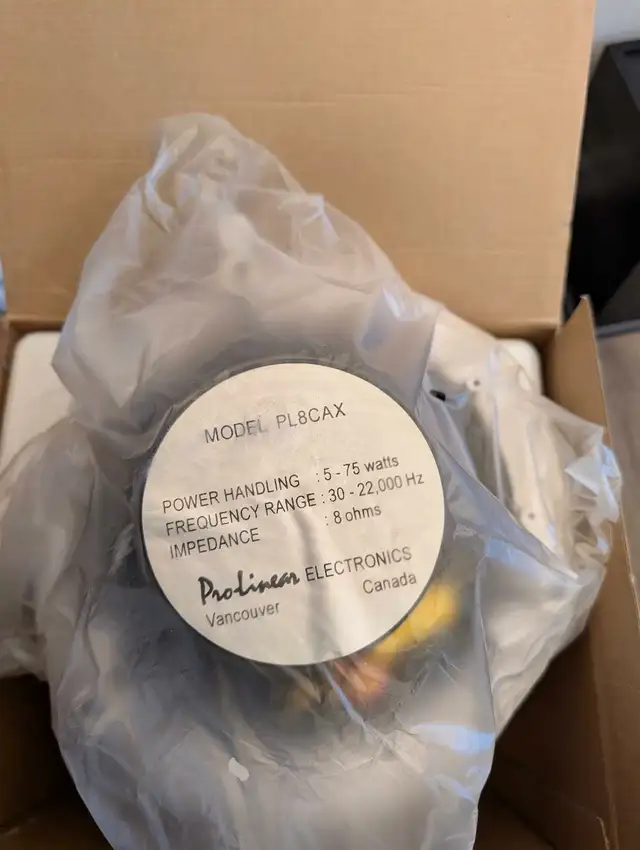 MODEL PL8CAX
POWER HANDLING : 5 - 75 watts
FREQUENCY RANGE : 30 - 22,000 Hz
IMPEDANCE : 8 ohms
ProLinear ELECTRONICS
Vancouver Canada